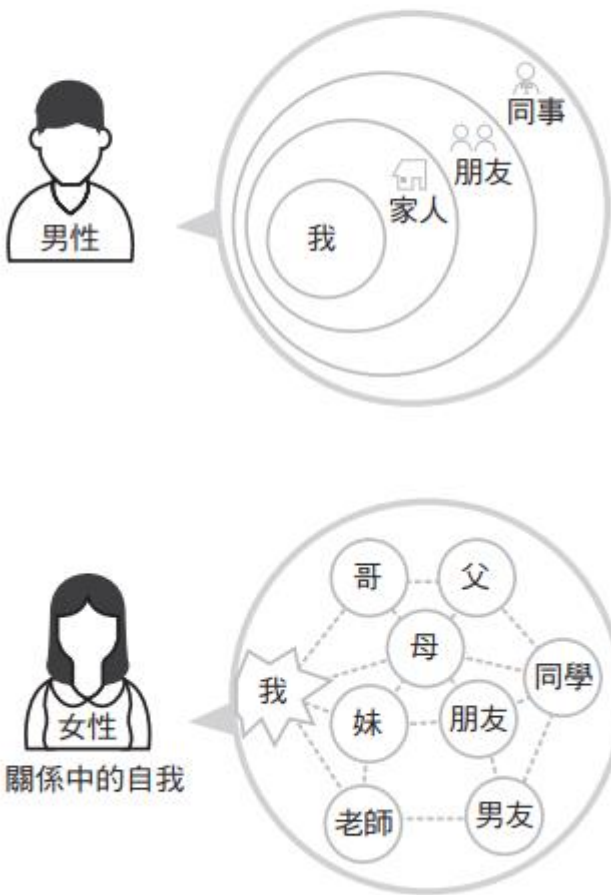 同事
朋友
家人
我
男性
哥
父
母
同學
我
妹
朋友
女性
關係中的自我
老師
男友